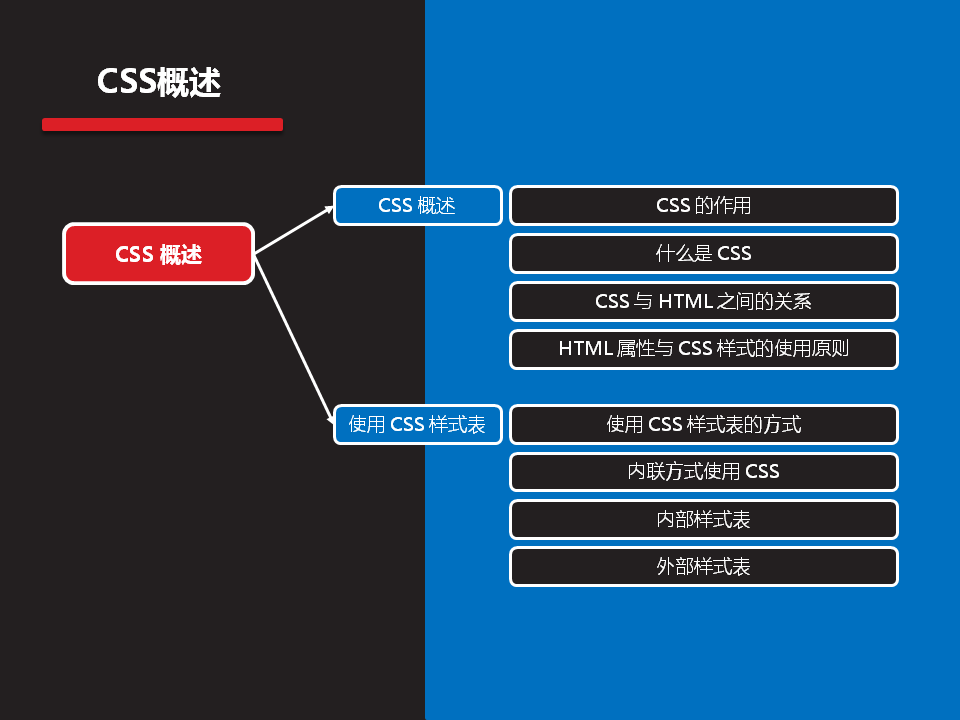 CSS概述
CSS 概述
CSS 概述
CSS 的作用
什么是 CSS
CSS 与 HTML 之间的关系
HTML 属性与 CSS 样式的使用原则
使用 CSS 样式表
使用 CSS 样式表的方式
内联方式使用 CSS
内部样式表
外部样式表